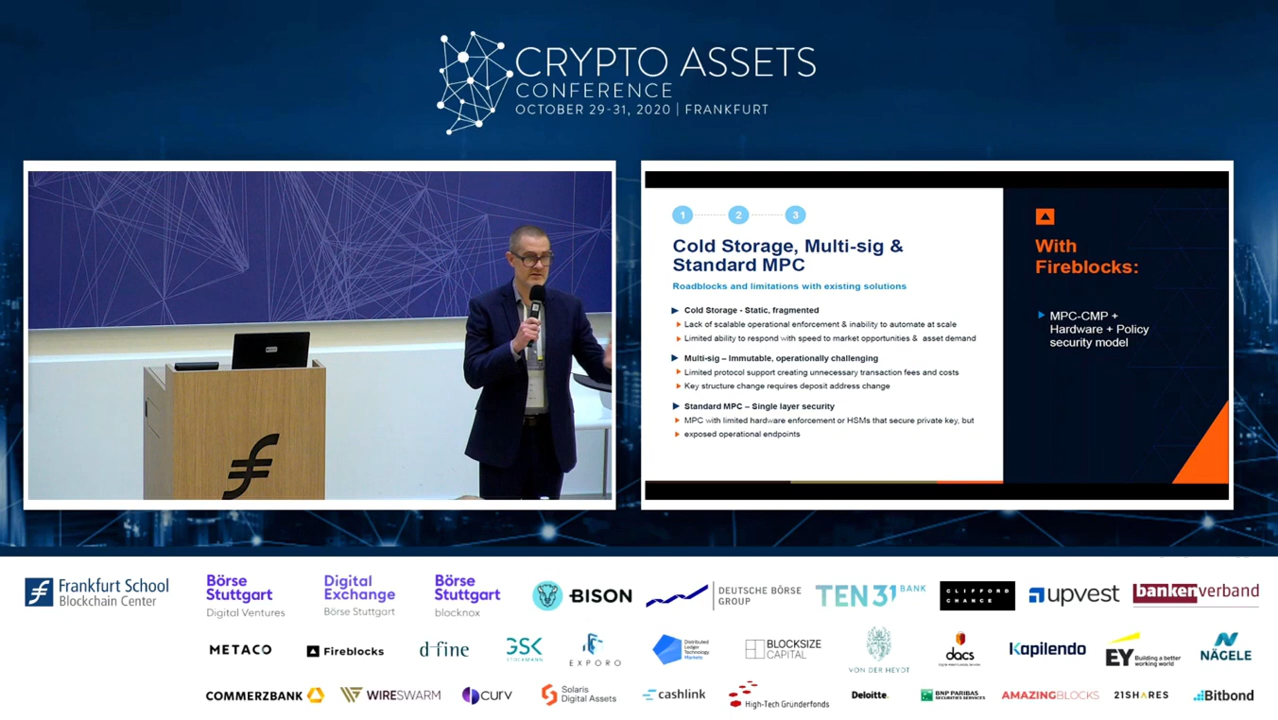 CRYPTO ASSETS
CONFERENCE
OCTOBER 29-31, 2020 | FRANKFURT
1 2 3
Cold Storage, Multi-sig &
Standard MPC
Roadblocks and limitations with existing solutions
Cold Storage - Static, fragmented
Lack of scalable operational enforcement & inability to automate at scale
Limited ability to respond with speed to market opportunities & asset demand
Multi-sig – Immutable, operationally challenging
Limited protocol support creating unnecessary transaction fees and costs
Key structure change requires deposit address change
Standard MPC – Single layer security
MPC with limited hardware enforcement or HSMs that secure private key, but
exposed operational endpoints
With
Fireblocks:
MPC-CMP +
Hardware + Policy
security model
Frankfurt School
Blockchain Center
Börse
Stuttgart
Digital Ventures
Digital
Exchange
Börse Stuttgart
Börse
Stuttgart
blocknox
BISON
DEUTSCHE BÖRSE
GROUP
TEN31 BANK
CLIFFORD
CHANCE
upvest
bankenverband
METACO
Fireblocks
d-fine
GSK
STOCKMANN
EXPORO
Distributed
Ledger
Technology
Markets
BLOCKSIZE
CAPITAL
VON DER HEYDT
dacs
Kapilendo
EY Building a better
working world
NÄGELE
COMMERZBANK
WIRESWARM
curv
Solaris
Digital Assets
cashlink
High-Tech Gründerfonds
Deloitte.
BNP PARIBAS
SECURITIES SERVICES
AMAZINGBLOCKS
21SHARES
Bitbond